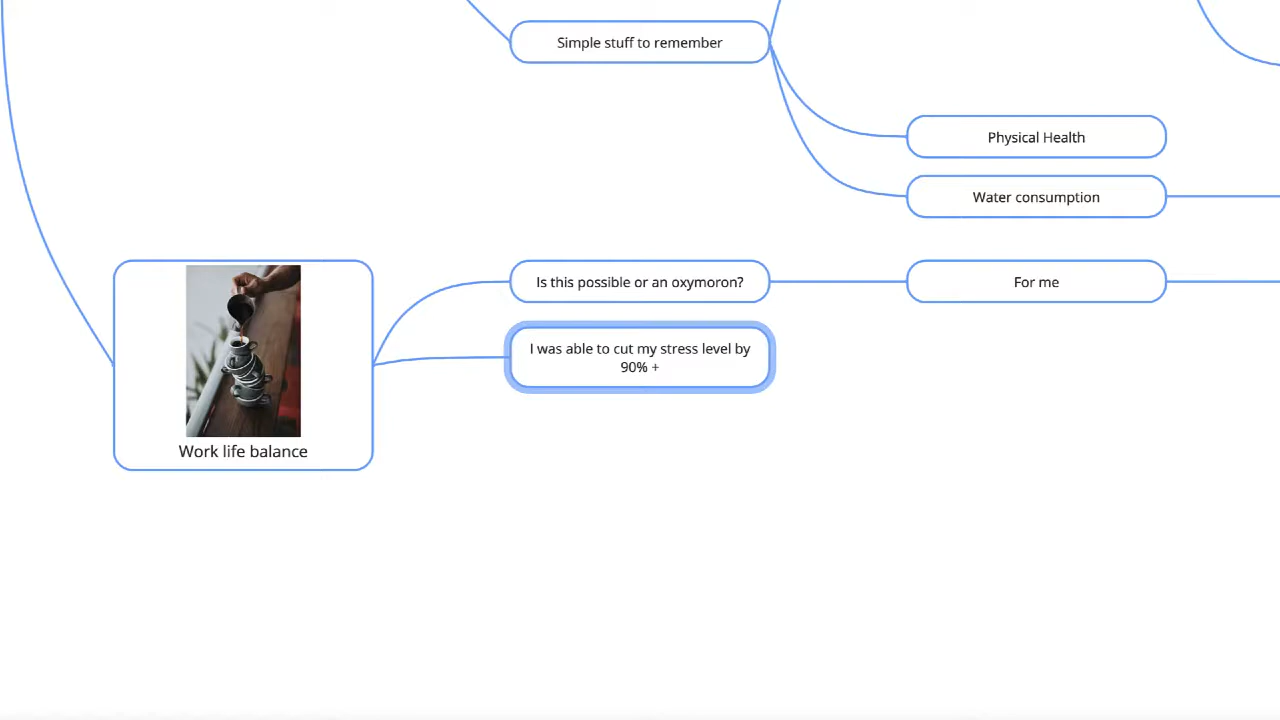 Simple stuff to remember
Physical Health
Water consumption
Is this possible or an oxymoron?
For me
I was able to cut my stress level by
90% +
Work life balance